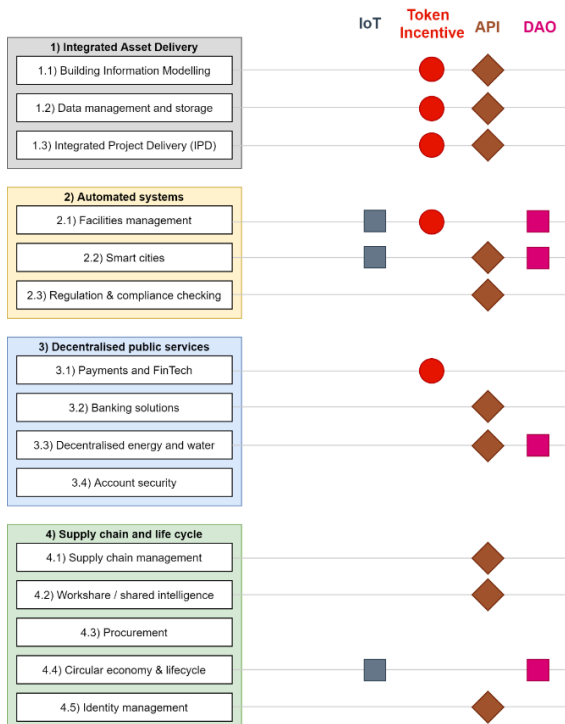 IoT
Token
Incentive
API
DAO
1) Integrated Asset Delivery
1.1) Building Information Modelling
1.2) Data management and storage
1.3) Integrated Project Delivery (IPD)
2) Automated systems
2.1) Facilities management
2.2) Smart cities
2.3) Regulation & compliance checking
3) Decentralised public services
3.1) Payments and FinTech
3.2) Banking solutions
3.3) Decentralised energy and water
3.4) Account security
4) Supply chain and life cycle
4.1) Supply chain management
4.2) Workshare / shared intelligence
4.3) Procurement
4.4) Circular economy & lifecycle
4.5) Identity management